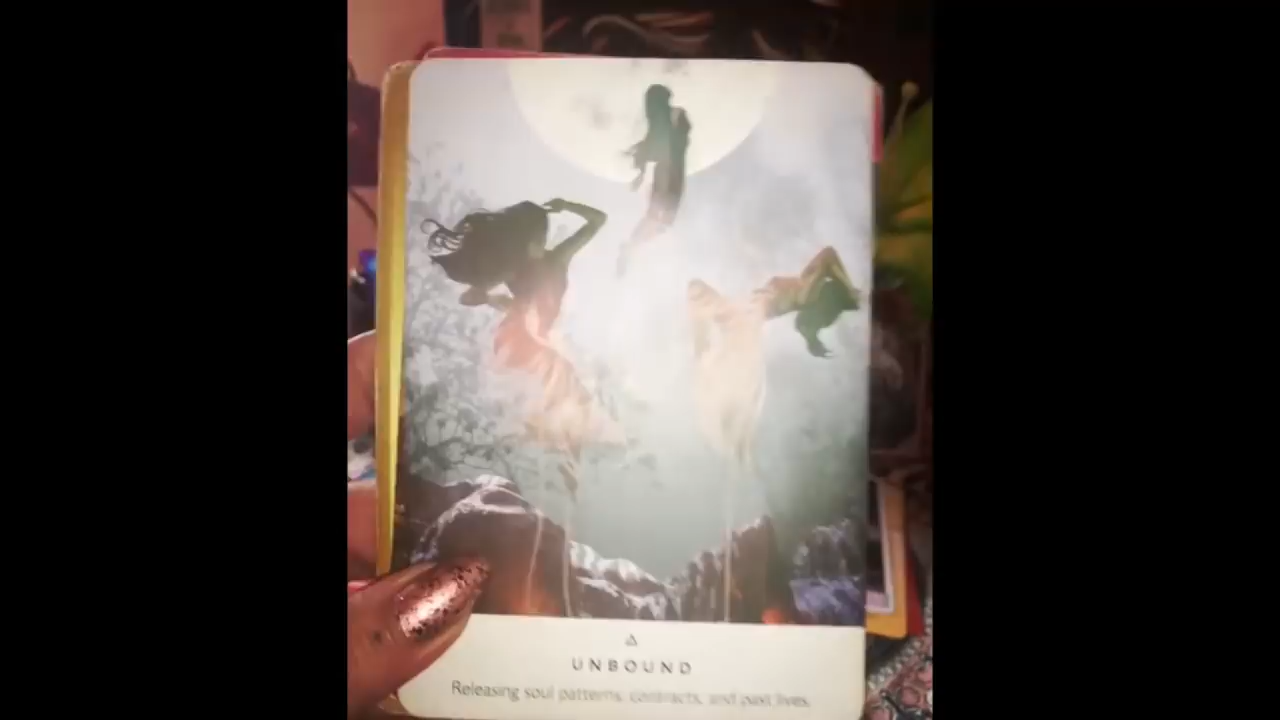 UNBOUND
Releasing soul patterns, contracts, and past lives.